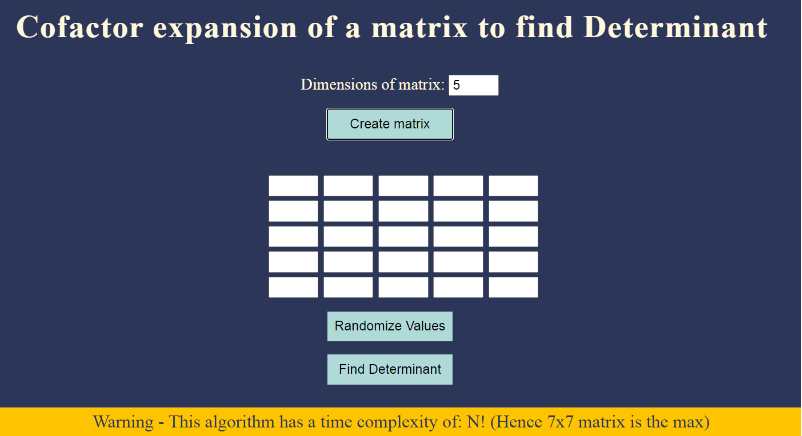 Cofactor expansion of a matrix to find Determinant
Dimensions of matrix: 5
Create matrix
Randomize Values
Find Determinant
Warning - This algorithm has a time complexity of: N! (Hence 7x7 matrix is the max)